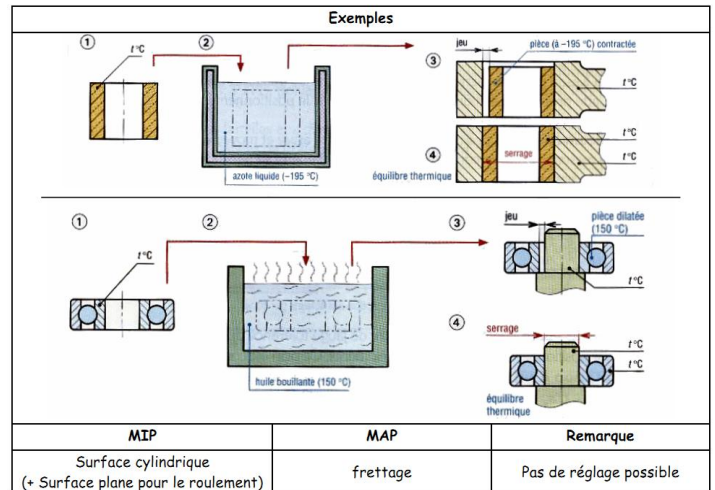 Exemples
1
t °C
2
azote liquide (-195 °C)
jeu
pièce (à -195 °C) contractée
3
t °C
t °C
4
serrage
équilibre thermique
t °C
1
t °C
2
huile bouillante (150 °C)
3
jeu
pièce dilatée
(150 °C)
t °C
4
serrage
t °C
t °C
équilibre
thermique
MIP
MAP
Remarque
Surface cylindrique
(+ Surface plane pour le roulement)
frettage
Pas de réglage possible